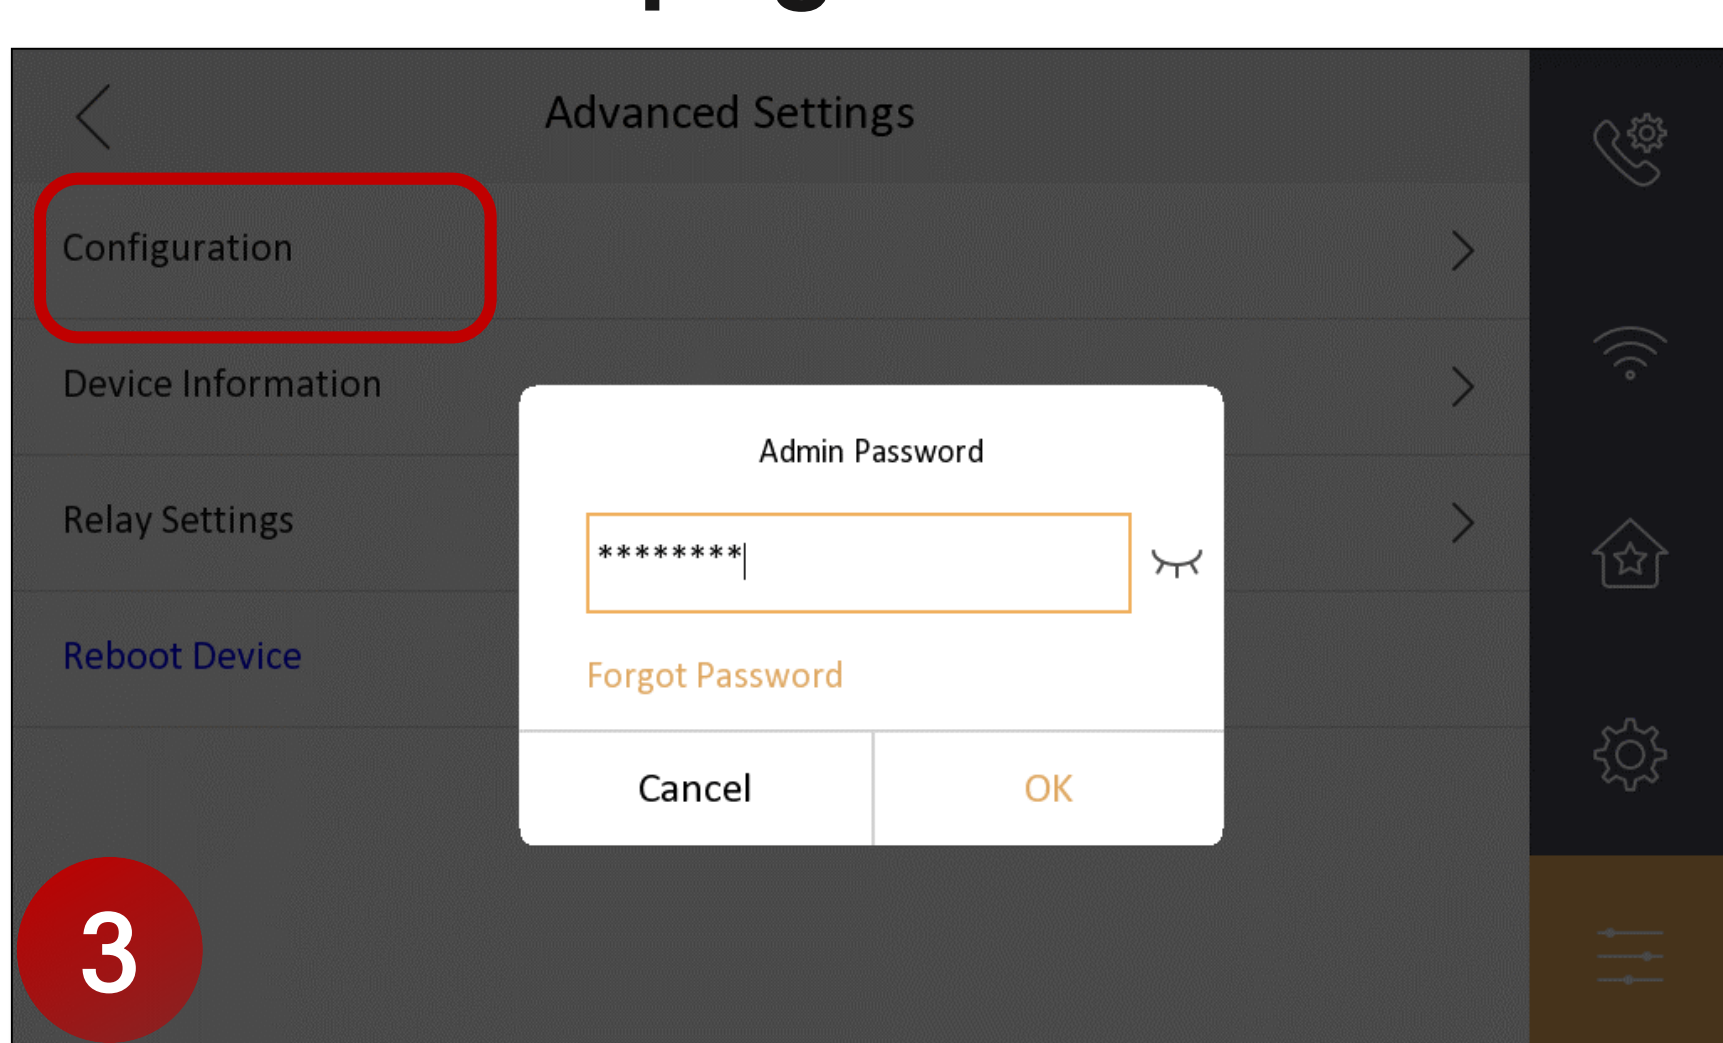 Advanced Settings
Configuration
Device Information
Relay Settings
Reboot Device
Admin Password
********
Forgot Password
Cancel
OK
3